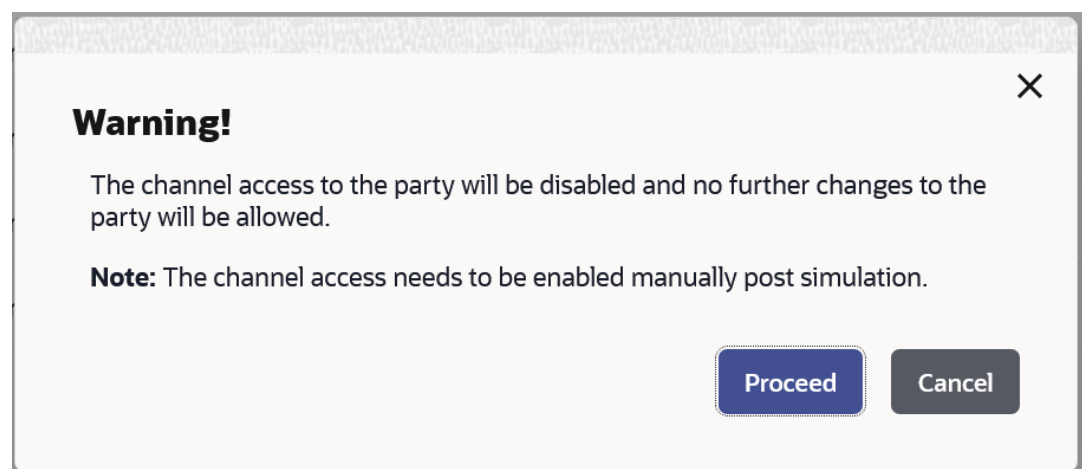 Warning!
The channel access to the party will be disabled and no further changes to the
party will be allowed.
Note: The channel access needs to be enabled manually post simulation.
Proceed
Cancel